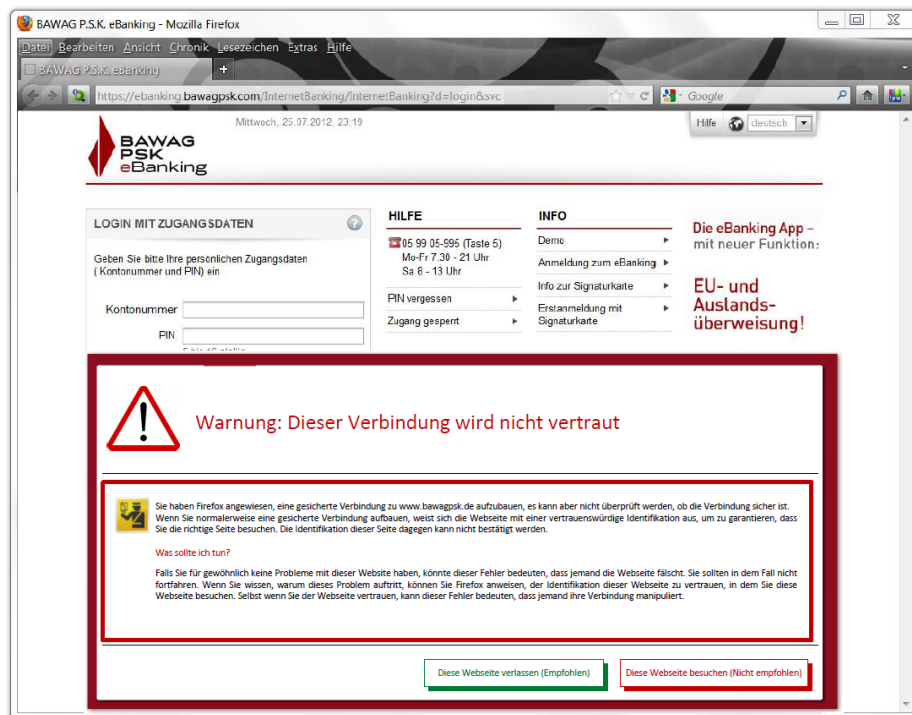 BAWAG P.S.K. eBanking - Mozilla Firefox
Datei Bearbeiten Ansicht Chronik Lesezeichen Extras Hilfe
BAWAG P.S.K. eBanking
https://ebanking.bawagpsk.com/InternetBanking/InternetBanking?d=login&svc
Google
Mittwoch, 25.07.2012, 23:19
Hilfe deutsch
BAWAG
PSK
eBanking
LOGIN MIT ZUGANGSDATEN
Geben Sie bitte Ihre persönlichen Zugangsdaten
( Kontonummer und PIN) ein
Kontonummer
PIN
HILFE
05 99 05-995 (Taste 5)
Mo-Fr 7.30 - 21 Uhr
Sa 8 - 13 Uhr
PIN vergessen
Zugang gesperrt
INFO
Demo
Anmeldung zum eBanking
Info zur Signaturkarte
Erstanmeldung mit
Signaturkarte
Die eBanking App –
mit neuer Funktion:
EU- und
Auslands-
überweisung!
Warnung: Dieser Verbindung wird nicht vertraut
Sie haben Firefox angewiesen, eine gesicherte Verbindung zu www.bawagpsk.de aufzubauen, es kann aber nicht überprüft werden, ob die Verbindung sicher ist.
Wenn Sie normalerweise eine gesicherte Verbindung aufbauen, weist sich die Webseite mit einer vertrauenswürdige Identifikation aus, um zu garantieren, dass
Sie die richtige Seite besuchen. Die Identifikation dieser Seite dagegen kann nicht bestätigt werden.
Was sollte ich tun?
Falls Sie für gewöhnlich keine Probleme mit dieser Website haben, könnte dieser Fehler bedeuten, dass jemand die Webseite fälscht. Sie sollten in dem Fall nicht
fortfahren. Wenn Sie wissen, warum dieses Problem auftritt, können Sie Firefox anweisen, der Identifikation dieser Webseite zu vertrauen, in dem Sie diese
Webseite besuchen. Selbst wenn Sie der Webseite vertrauen, kann dieser Fehler bedeuten, dass jemand ihre Verbindung manipuliert.
Diese Webseite verlassen (Empfohlen)
Diese Webseite besuchen (Nicht empfohlen)